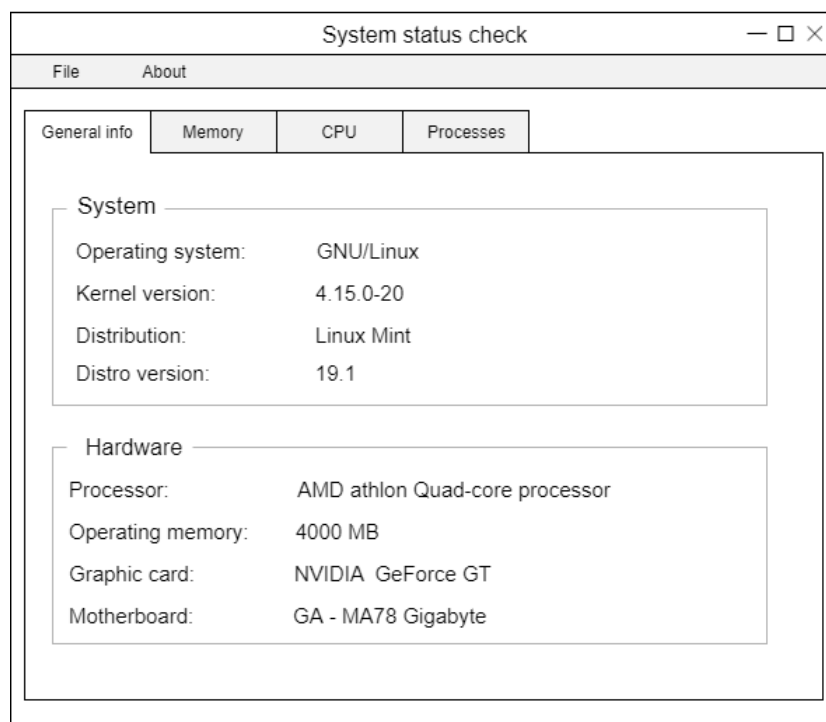 System status check
File About
General info Memory CPU Processes
System
Operating system: GNU/Linux
Kernel version: 4.15.0-20
Distribution: Linux Mint
Distro version: 19.1
Hardware
Processor: AMD athlon Quad-core processor
Operating memory: 4000 MB
Graphic card: NVIDIA GeForce GT
Motherboard: GA - MA78 Gigabyte